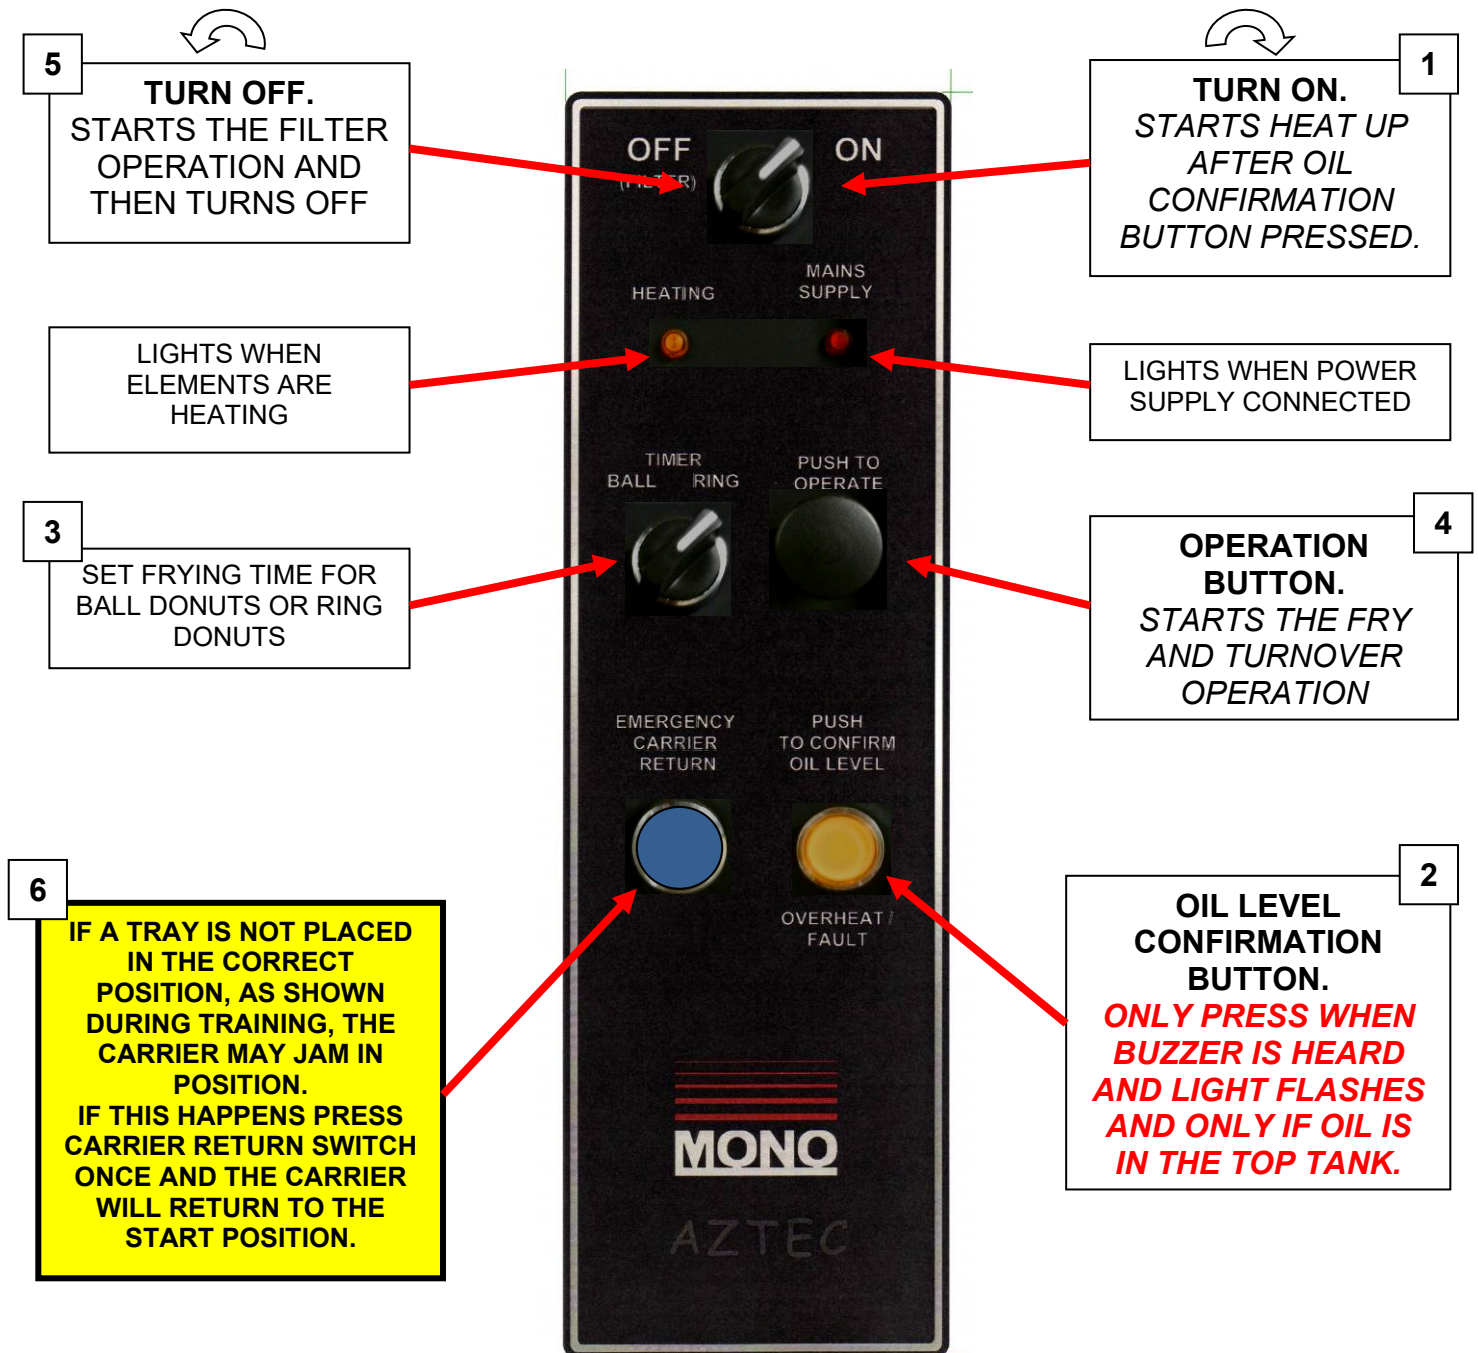 5
TURN OFF.
STARTS THE FILTER
OPERATION AND
THEN TURNS OFF
1
TURN ON.
STARTS HEAT UP
AFTER OIL
CONFIRMATION
BUTTON PRESSED.
OFF
(FILTER)
ON
HEATING
MAINS
SUPPLY
LIGHTS WHEN
ELEMENTS ARE
HEATING
LIGHTS WHEN POWER
SUPPLY CONNECTED
TIMER
BALL RING
PUSH TO
OPERATE
3
SET FRYING TIME FOR
BALL DONUTS OR RING
DONUTS
4
OPERATION
BUTTON.
STARTS THE FRY
AND TURNOVER
OPERATION
EMERGENCY
CARRIER
RETURN
PUSH
TO CONFIRM
OIL LEVEL
OVERHEAT /
FAULT
6
IF A TRAY IS NOT PLACED
IN THE CORRECT
POSITION, AS SHOWN
DURING TRAINING, THE
CARRIER MAY JAM IN
POSITION.
IF THIS HAPPENS PRESS
CARRIER RETURN SWITCH
ONCE AND THE CARRIER
WILL RETURN TO THE
START POSITION.
2
OIL LEVEL
CONFIRMATION
BUTTON.
ONLY PRESS WHEN
BUZZER IS HEARD
AND LIGHT FLASHES
AND ONLY IF OIL IS
IN THE TOP TANK.
MONO
AZTEC